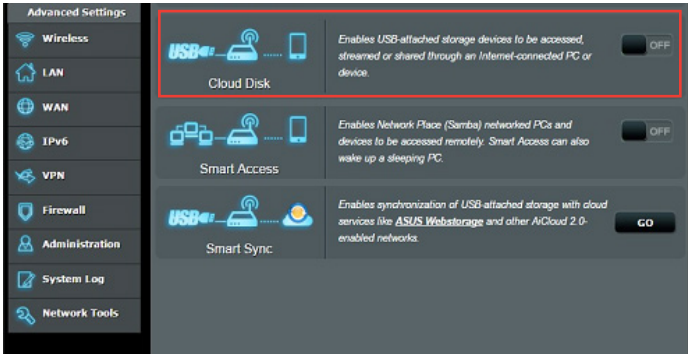 Advanced Settings
Wireless
LAN
WAN
IPv6
VPN
Firewall
Administration
System Log
Network Tools
USB
Cloud Disk
Enables USB-attached storage devices to be accessed,
streamed or shared through an Internet-connected PC or
device.
OFF
Smart Access
Enables Network Place (Samba) networked PCs and
devices to be accessed remotely. Smart Access can also
wake up a sleeping PC.
OFF
USB
Smart Sync
Enables synchronization of USB-attached storage with cloud
services like ASUS Webstorage and other AiCloud 2.0-
enabled networks.
GO